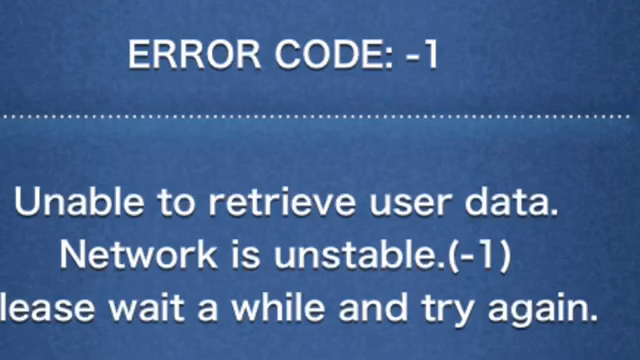 ERROR CODE: -1
Unable to retrieve user data.
Network is unstable.(-1)
lease wait a while and try again.